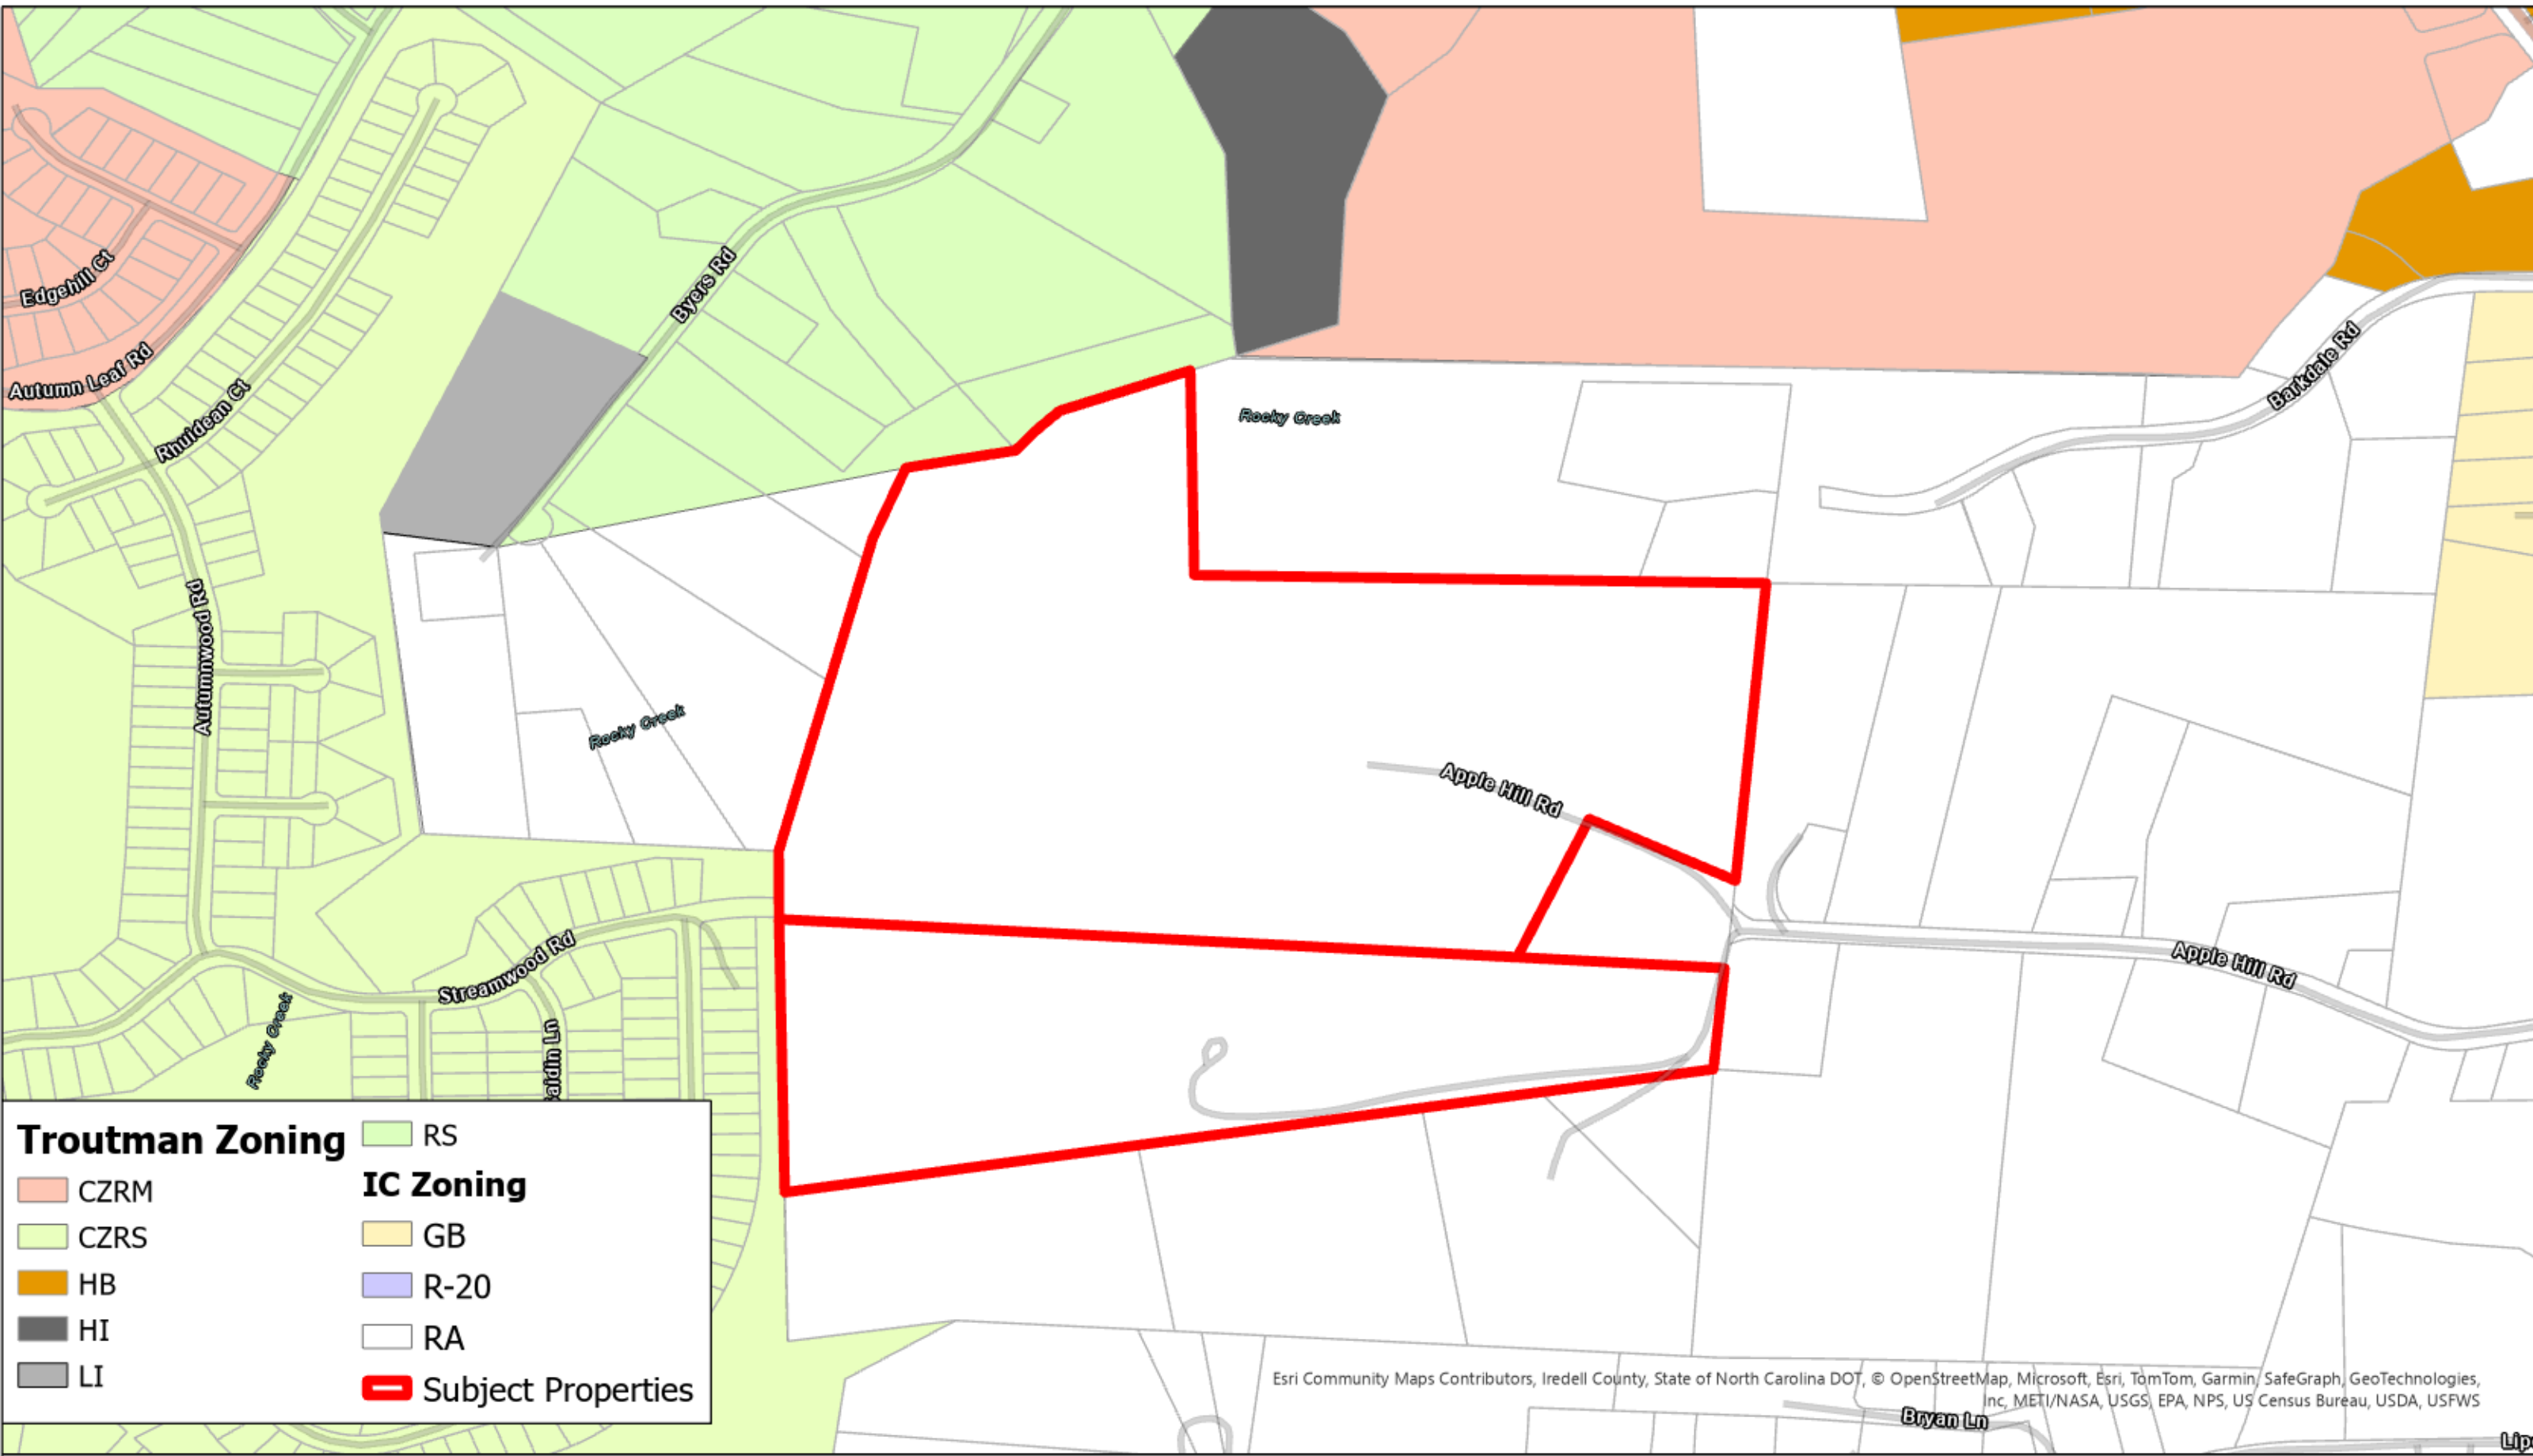 Edgehill Ct
Byers Rd
Autumn Leaf Rd
Rhuidean Ct
Barkdale Rd
Rocky Creek
Autumnwood Rd
Rocky Creek
Apple Hill Rd
Streamwood Rd
Apple Hill Rd
Rocky Creek
aidin Ln
Troutman Zoning
CZRM
CZRS
HB
HI
LI
RS
IC Zoning
GB
R-20
RA
Subject Properties
Esri Community Maps Contributors, Iredell County, State of North Carolina DOT, © OpenStreetMap, Microsoft, Esri, TomTom, Garmin, SafeGraph, GeoTechnologies,
Inc, METI/NASA, USGS, EPA, NPS, US Census Bureau, USDA, USFWS
Bryan Ln
Lip